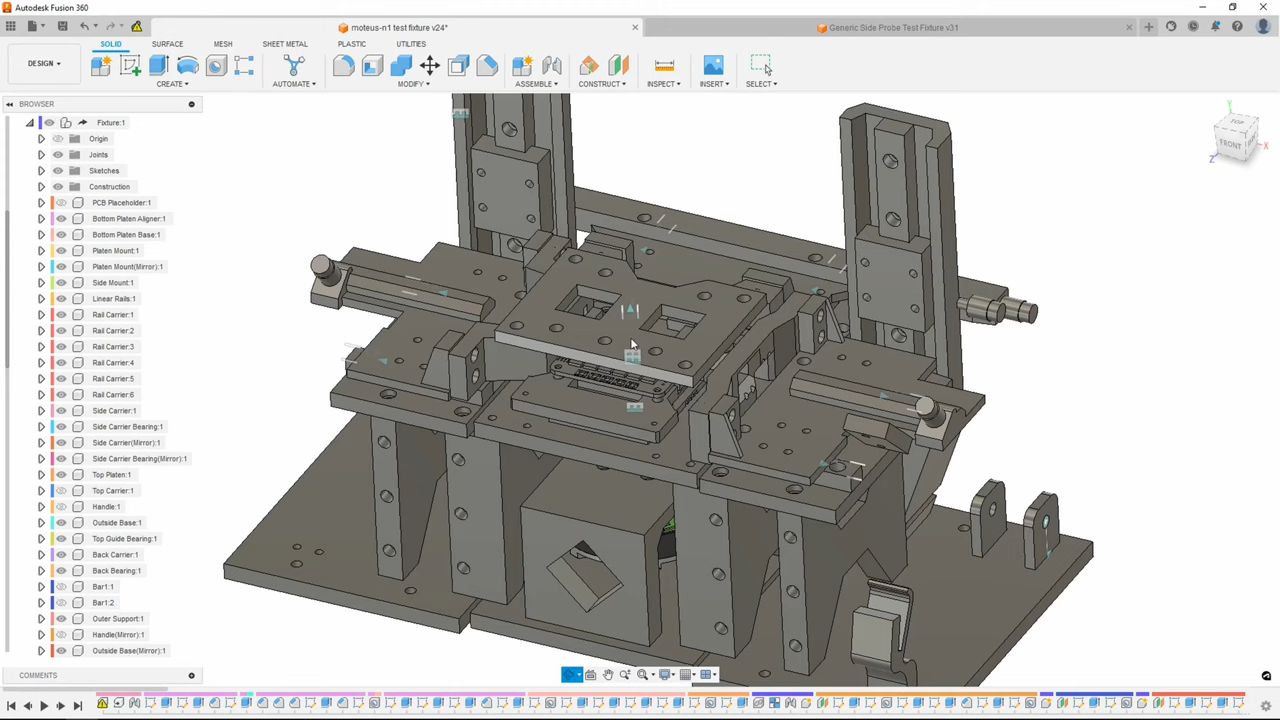 Autodesk Fusion 360
moteus-n1 test fixture v24*
Generic Side Probe Test Fixture v31
SOLID SURFACE MESH SHEET METAL PLASTIC UTILITIES
DESIGN
CREATE
AUTOMATE
MODIFY
ASSEMBLE
CONSTRUCT
INSPECT
INSERT
SELECT
BROWSER
Fixture:1
Origin
Joints
Sketches
Construction
PCB Placeholder:1
Bottom Platen Aligner:1
Bottom Platen Base:1
Platen Mount:1
Platen Mount(Mirror):1
Side Mount:1
Linear Rails:1
Rail Carrier:1
Rail Carrier:2
Rail Carrier:3
Rail Carrier:4
Rail Carrier:5
Rail Carrier:6
Side Carrier:1
Side Carrier Bearing:1
Side Carrier(Mirror):1
Side Carrier Bearing(Mirror):1
Top Platen:1
Top Carrier:1
Handle:1
Outside Base:1
Top Guide Bearing:1
Back Carrier:1
Back Bearing:1
Bar1:1
Bar1:2
Outer Support:1
Handle(Mirror):1
Outside Base(Mirror):1
COMMENTS
Y
TOP
FRONT
X
Z